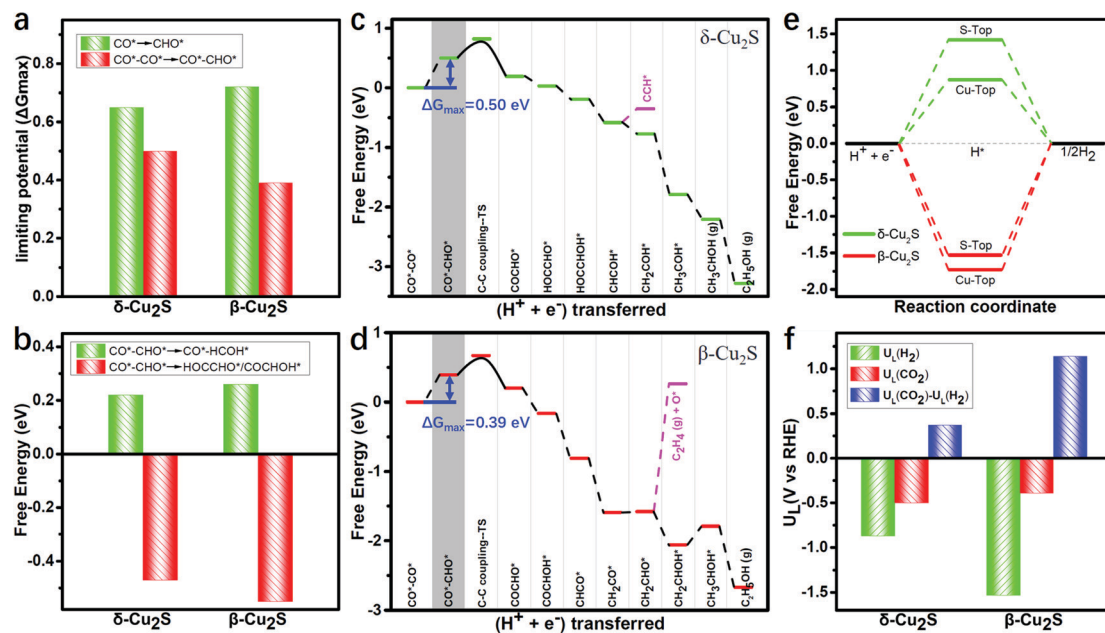 a
limiting potential (ΔGmax)
0.8
0.6
0.4
0.2
0.0
CO*→CHO*
CO*-CO*→CO*-CHO*
δ-Cu₂S
β-Cu₂S
b
Free Energy (eV)
0.4
0.2
0.0
-0.2
-0.4
CO*-CHO*→CO*-HCOH*
CO*-CHO*→HOCCHO*/COCHOH*
δ-Cu₂S
β-Cu₂S
c
Free Energy (eV)
1
0
-1
-2
-3
δ-Cu₂S
ΔGmax=0.50 eV
CCH*
CO*-CO*
CO*-CHO*
C-C coupling--TS
COCHO*
HOCCHO*
HOCCHOH*
CHCOH*
CH₂COH*
CH₃COH*
CH₃CHOH (g)
C₂H₅OH (g)
(H⁺ + e⁻) transferred
d
Free Energy (eV)
1
0
-1
-2
-3
β-Cu₂S
ΔGmax=0.39 eV
C₂H₄ (g) + O*
CO*-CO*
CO*-CHO*
C-C coupling--TS
COCHO*
COCHOH*
CHCO*
CH₂CO*
CH₂CHO*
CH₂CHOH*
CH₃CHOH*
C₂H₅OH (g)
(H⁺ + e⁻) transferred
e
Free Energy (eV)
1.5
1.0
0.5
0.0
-0.5
-1.0
-1.5
-2.0
S-Top
Cu-Top
H⁺ + e⁻
H*
1/2H₂
δ-Cu₂S
β-Cu₂S
S-Top
Cu-Top
Reaction coordinate
f
U_L(V vs RHE)
1.0
0.5
0.0
-0.5
-1.0
-1.5
U_L(H₂)
U_L(CO₂)
U_L(CO₂)-U_L(H₂)
δ-Cu₂S
β-Cu₂S